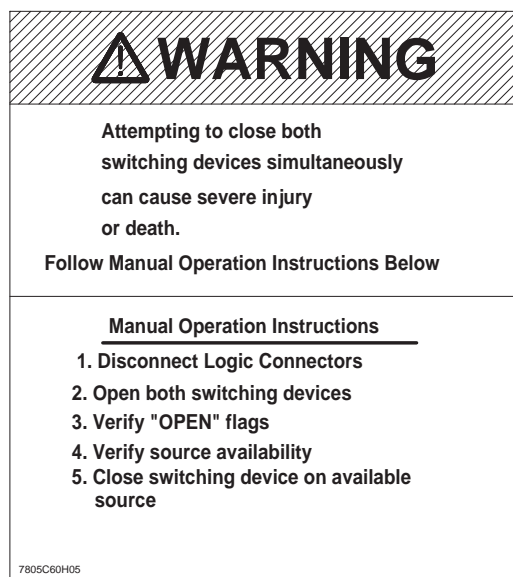 WARNING
Attempting to close both
switching devices simultaneously
can cause severe injury
or death.
Follow Manual Operation Instructions Below
Manual Operation Instructions
1. Disconnect Logic Connectors
2. Open both switching devices
3. Verify "OPEN" flags
4. Verify source availability
5. Close switching device on available
source
7805C60H05